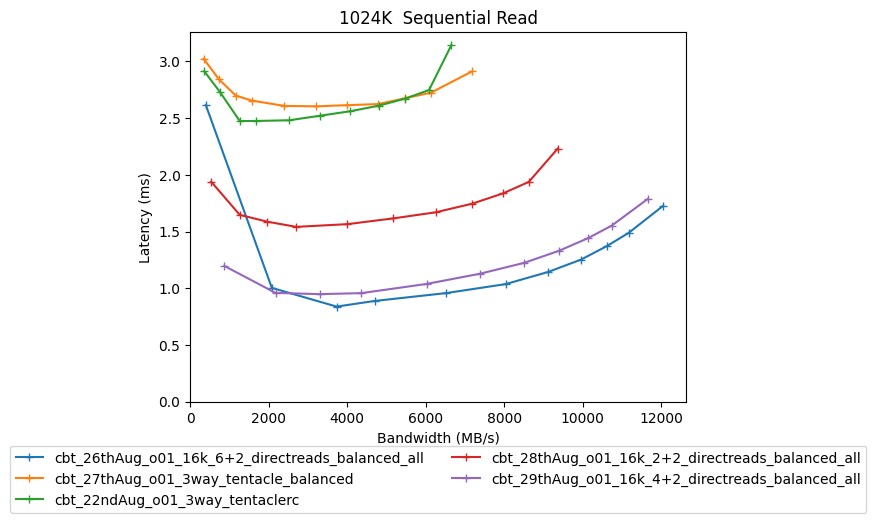 1024K  Sequential Read
Latency (ms)
3.0
2.5
2.0
1.5
1.0
0.5
0.0
0 2000 4000 6000 8000 10000 12000
Bandwidth (MB/s)
cbt_26thAug_o01_16k_6+2_directreads_balanced_all
cbt_27thAug_o01_3way_tentacle_balanced
cbt_22ndAug_o01_3way_tentaclerc
cbt_28thAug_o01_16k_2+2_directreads_balanced_all
cbt_29thAug_o01_16k_4+2_directreads_balanced_all